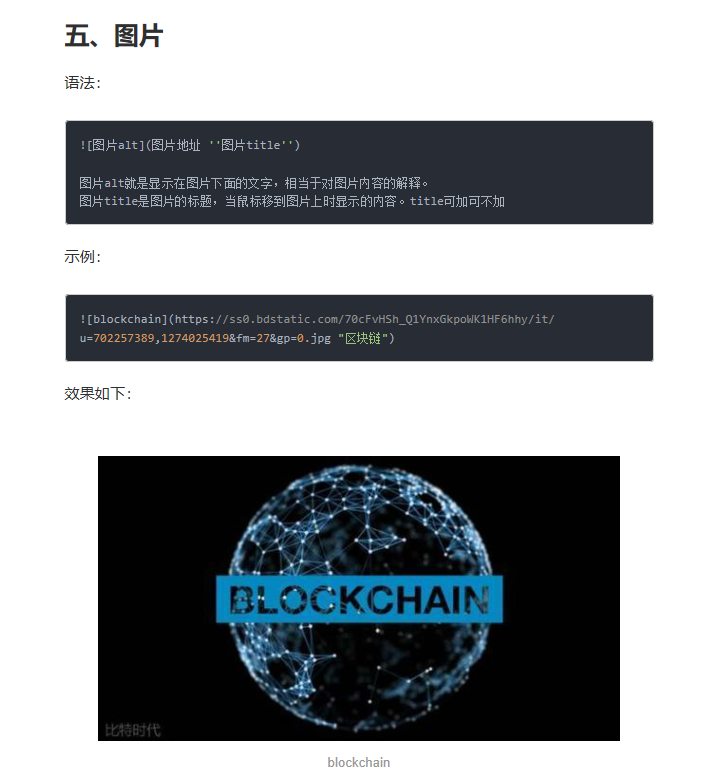 五、图片
语法：
![图片alt](图片地址 ''图片title'')
图片alt就是显示在图片下面的文字，相当于对图片内容的解释。
图片title是图片的标题，当鼠标移到图片上时显示的内容。title可加可不加
示例：
![blockchain](https://ss0.bdstatic.com/70cFvHSh_Q1YnxGkpoWK1HF6hhy/it/
u=702257389,1274025419&fm=27&gp=0.jpg "区块链")
效果如下：
BLOCKCHAIN
比特时代
blockchain